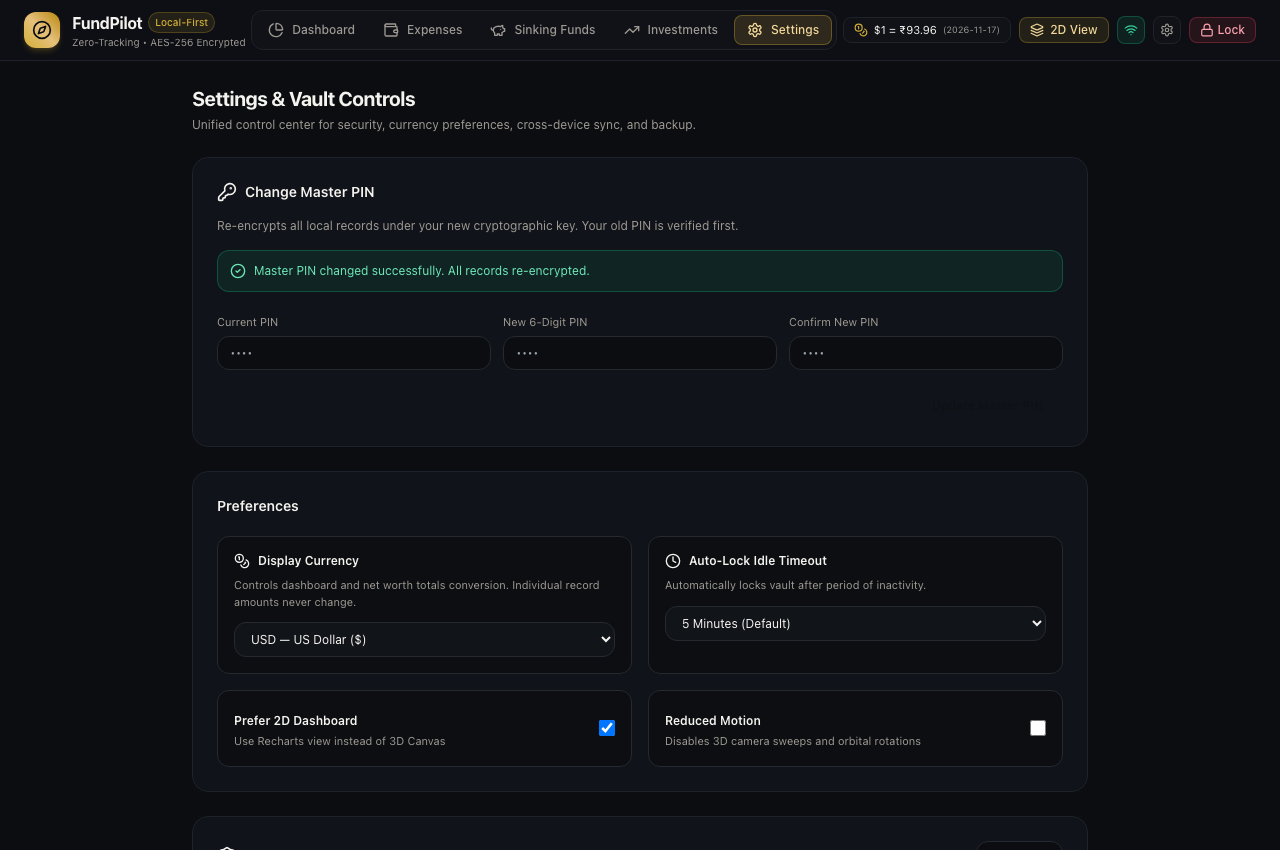 FundPilot Local-First
Zero-Tracking • AES-256 Encrypted
Dashboard
Expenses
Sinking Funds
Investments
Settings
$1 = ₹93.96 (2026-11-17)
2D View
Lock
Settings & Vault Controls
Unified control center for security, currency preferences, cross-device sync, and backup.
Change Master PIN
Re-encrypts all local records under your new cryptographic key. Your old PIN is verified first.
Master PIN changed successfully. All records re-encrypted.
Current PIN
New 6-Digit PIN
Confirm New PIN
••••
••••
••••
Preferences
Display Currency
Controls dashboard and net worth totals conversion. Individual record
amounts never change.
USD — US Dollar ($)
Auto-Lock Idle Timeout
Automatically locks vault after period of inactivity.
5 Minutes (Default)
Prefer 2D Dashboard
Use Recharts view instead of 3D Canvas
Reduced Motion
Disables 3D camera sweeps and orbital rotations